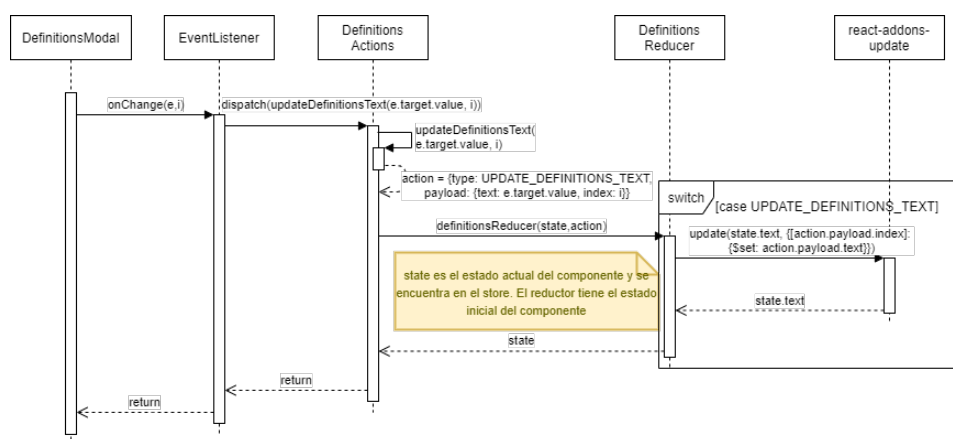 DefinitionsModal
EventListener
Definitions
Actions
Definitions
Reducer
react-addons-
update
onChange(e,i)
dispatch(updateDefinitionsText(e.target.value, i))
updateDefinitionsText(
e.target.value, i)
action = {type: UPDATE_DEFINITIONS_TEXT,
payload: {text: e.target.value, index: i}}
switch
[case UPDATE_DEFINITIONS_TEXT]
definitionsReducer(state,action)
update(state.text, {[action.payload.index]:
{$set: action.payload.text}})
state es el estado actual del componente y se
encuentra en el store. El reductor tiene el estado
inicial del componente
state.text
state
return
return